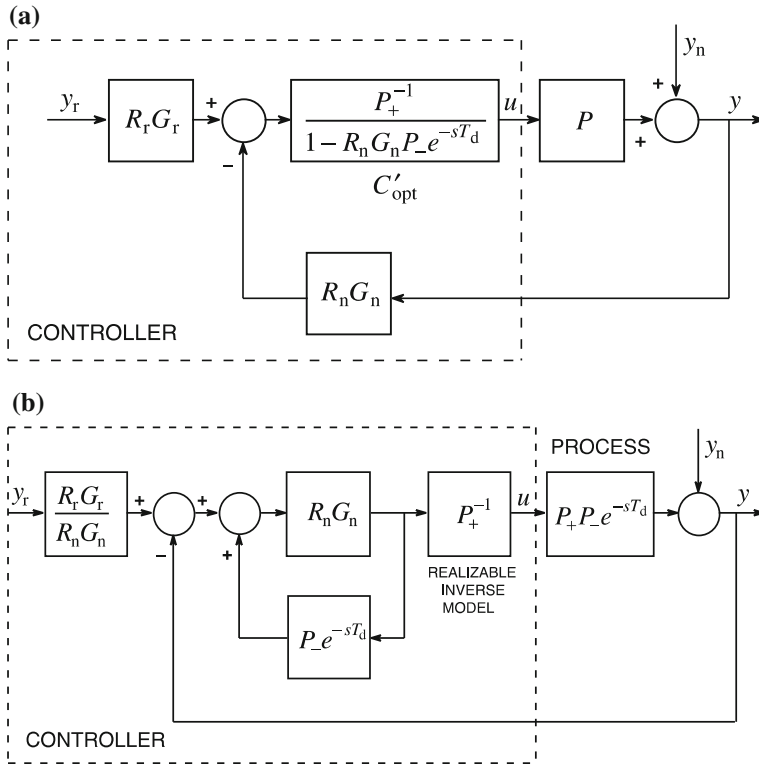 (a)
y_r
R_r G_r
+
−
P_+^{-1}
1 − R_n G_n P_− e^{-sT_d}
C'_opt
u
P
+
+
y_n
y
R_n G_n
CONTROLLER
(b)
y_r
R_r G_r
R_n G_n
+
−
+
+
R_n G_n
P_+^{-1}
REALIZABLE
INVERSE
MODEL
u
PROCESS
P_+ P_− e^{-sT_d}
y_n
y
P_− e^{-sT_d}
CONTROLLER